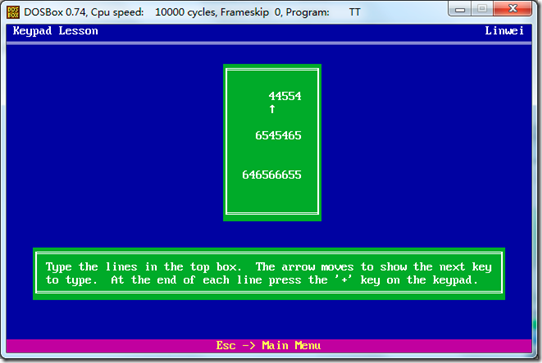 DOSBox 0.74, Cpu speed: 10000 cycles, Frameskip 0, Program: TT
Keypad Lesson Linwei
44554
↑
6545465
646566655
Type the lines in the top box. The arrow moves to show the next key
to type. At the end of each line press the '+' key on the keypad.
Esc -> Main Menu